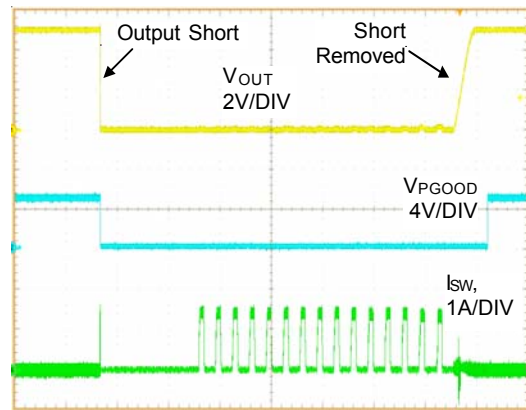 Output Short
Short
Removed
VOUT
2V/DIV
VPGOOD
4V/DIV
ISW,
1A/DIV